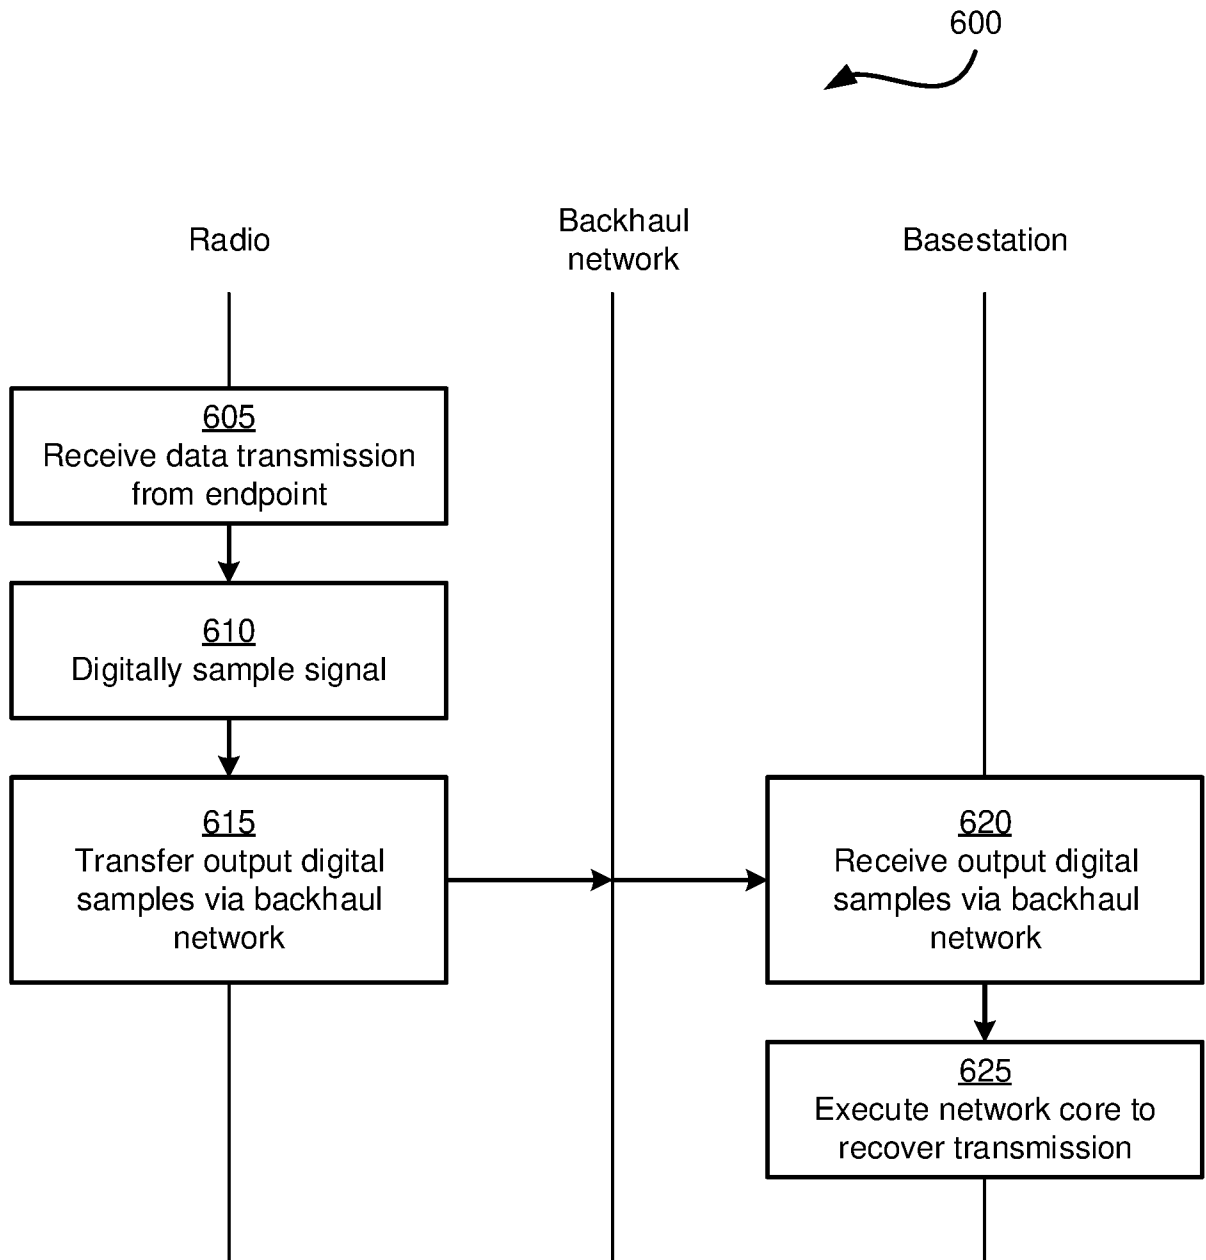 600
Radio
Backhaul
network
Basestation
605
Receive data transmission
from endpoint
610
Digitally sample signal
615
Transfer output digital
samples via backhaul
network
620
Receive output digital
samples via backhaul
network
625
Execute network core to
recover transmission